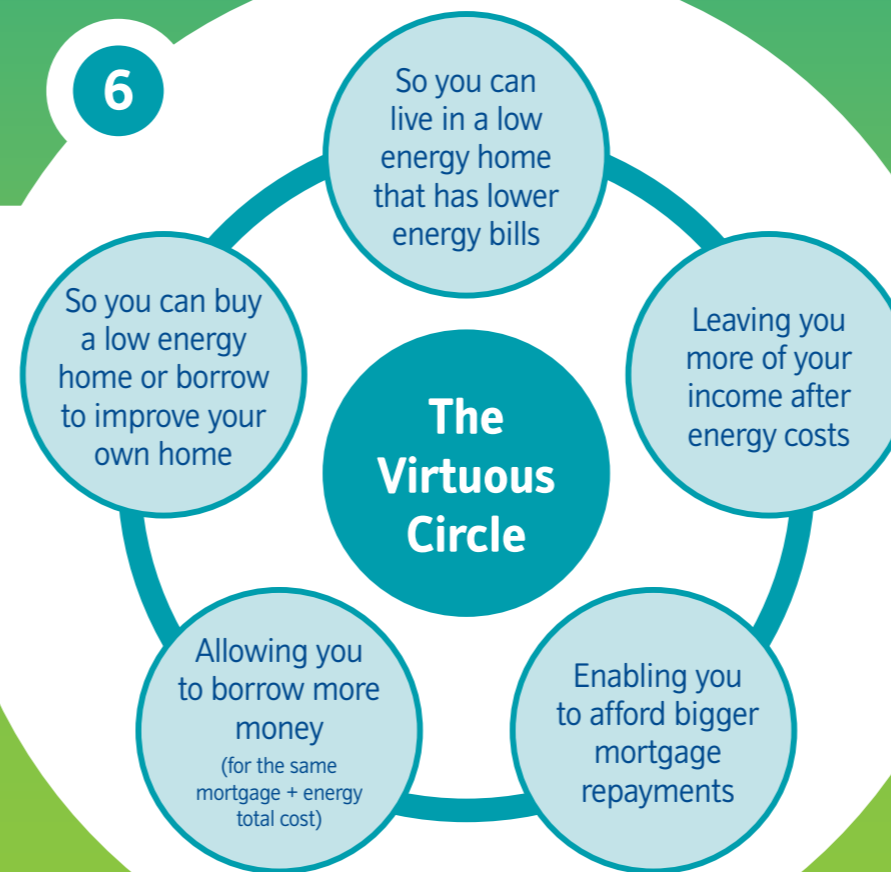 6
So you can
live in a low
energy home
that has lower
energy bills
Leaving you
more of your
income after
energy costs
Enabling you
to afford bigger
mortgage
repayments
Allowing you
to borrow more
money
(for the same
mortgage + energy
total cost)
So you can buy
a low energy
home or borrow
to improve your
own home
The
Virtuous
Circle